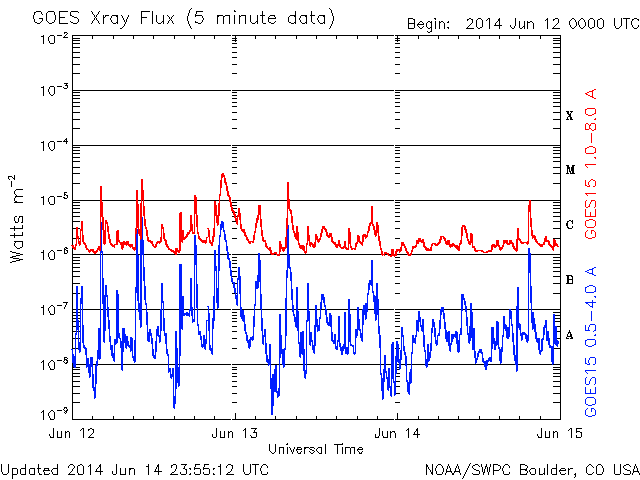 GOES Xray Flux (5 minute data)
Begin: 2014 Jun 12 0000 UTC
10-2
10-3
10-4
10-5
10-6
10-7
10-8
10-9
Watts m-2
X
M
C
B
A
GOES15 1.0-8.0 A
GOES15 0.5-4.0 A
Jun 12
Jun 13
Jun 14
Jun 15
Universal Time
Updated 2014 Jun 14 23:55:12 UTC
NOAA/SWPC Boulder, CO USA